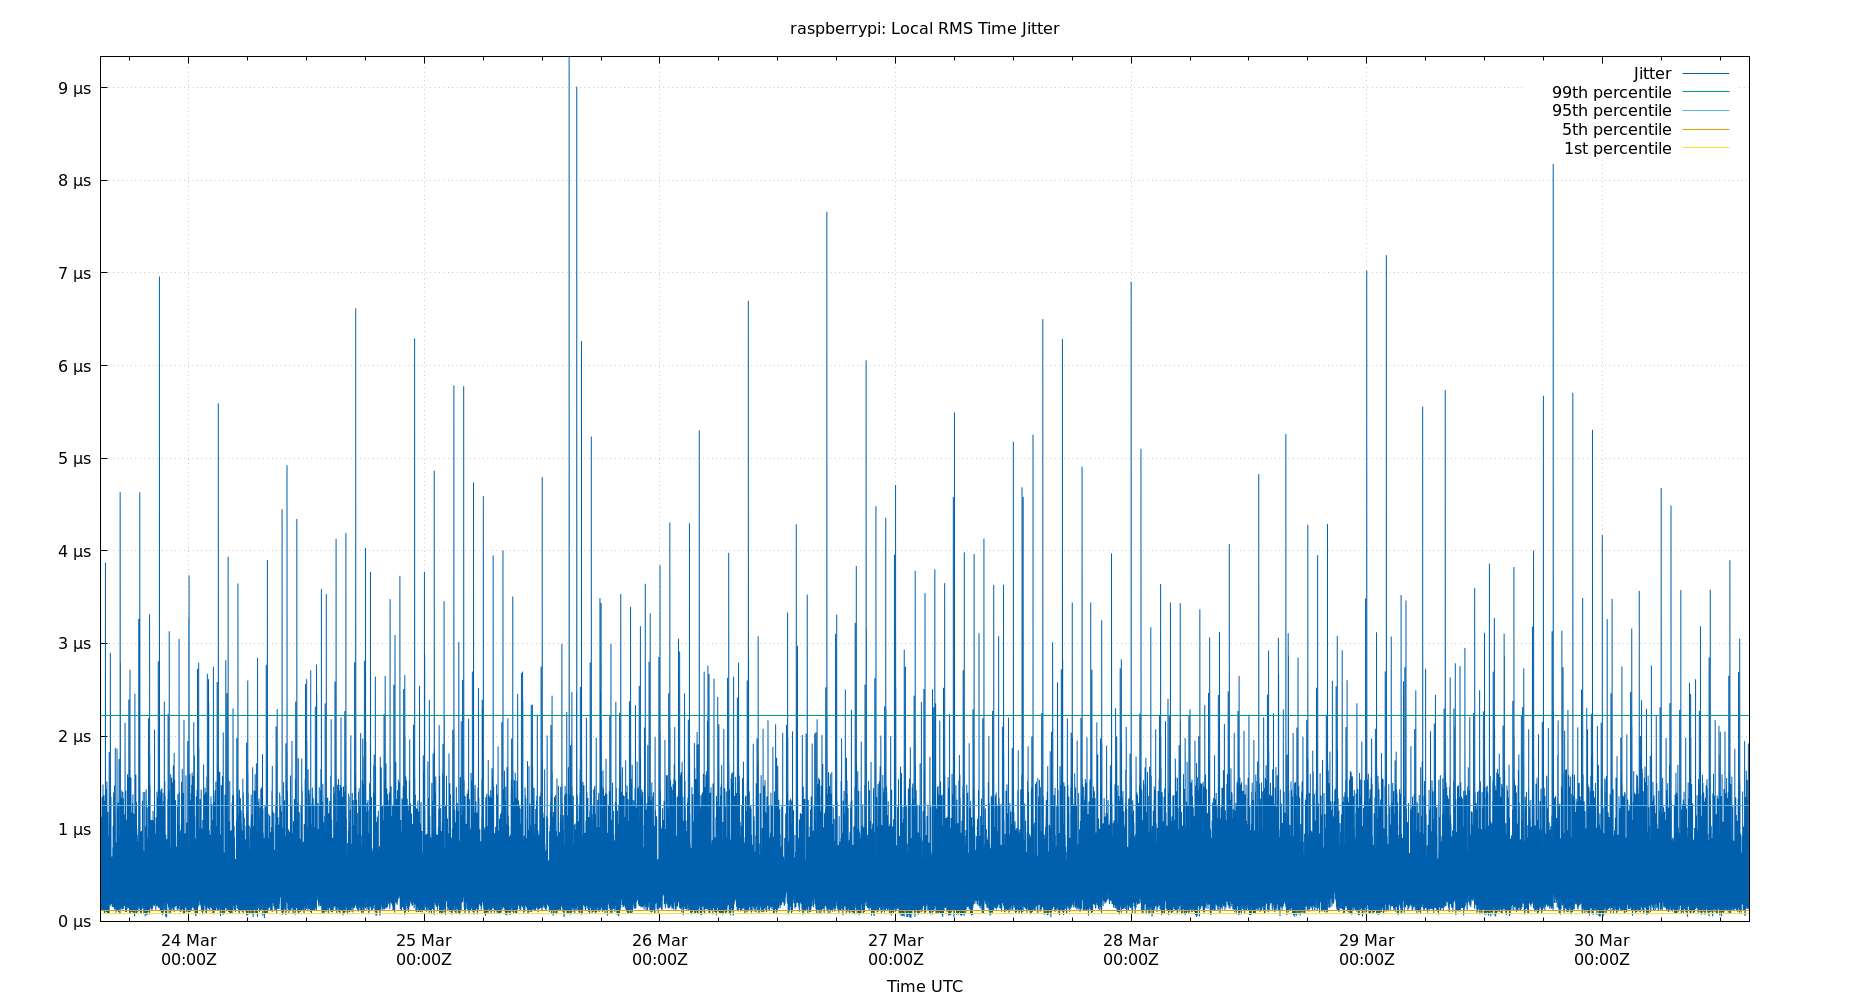 raspberrypi: Local RMS Time Jitter
Jitter
99th percentile
95th percentile
5th percentile
1st percentile
9 µs
8 µs
7 µs
6 µs
5 µs
4 µs
3 µs
2 µs
1 µs
0 µs
24 Mar 25 Mar 26 Mar 27 Mar 28 Mar 29 Mar 30 Mar
00:00Z 00:00Z 00:00Z 00:00Z 00:00Z 00:00Z 00:00Z
Time UTC